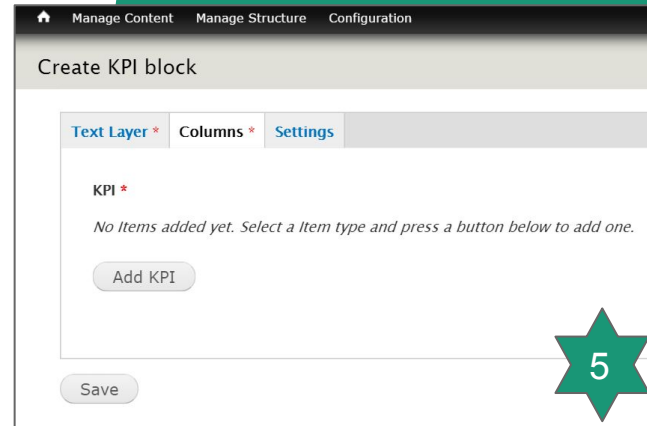 Manage Content Manage Structure Configuration
Create KPI block
Text Layer * Columns * Settings
KPI *
No Items added yet. Select a Item type and press a button below to add one.
Add KPI
5
Save